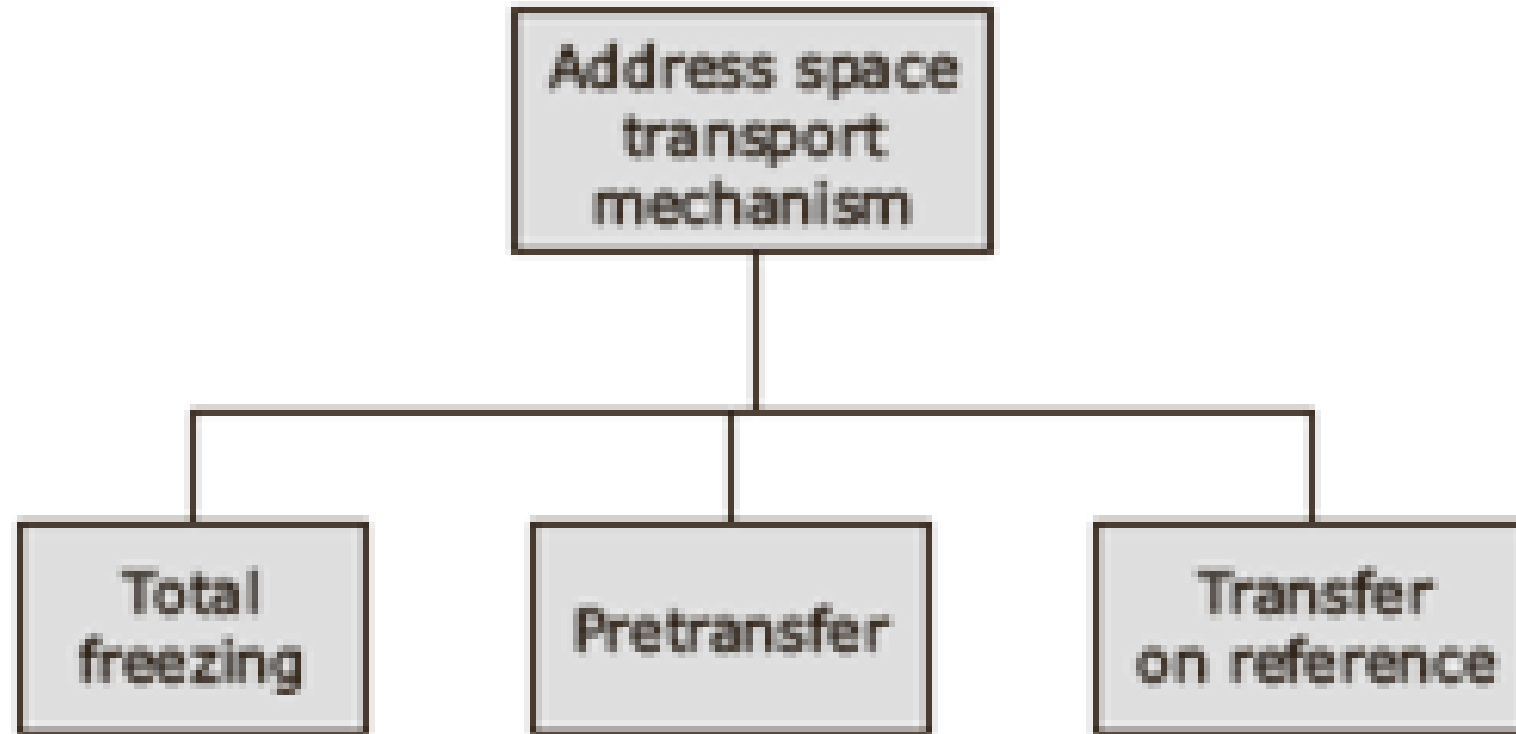 Address space
transport
mechanism
Total
freezing
Pretransfer
Transfer
on reference